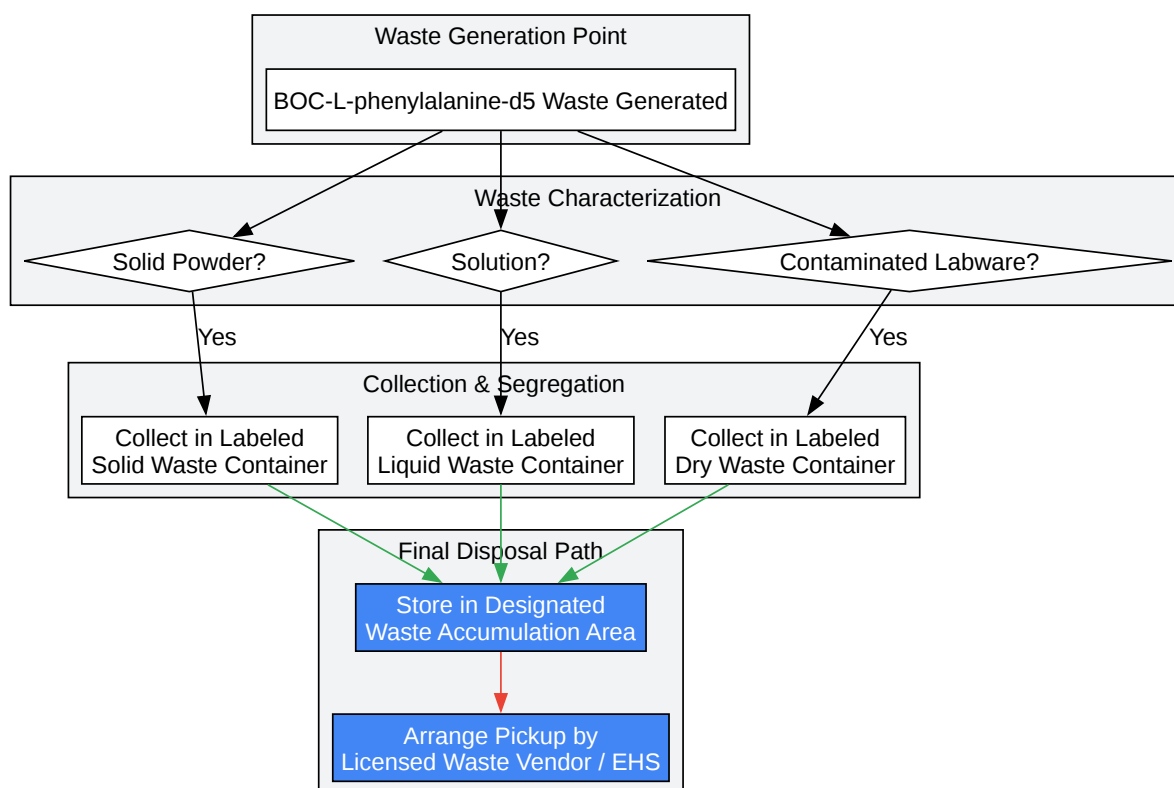 Waste Generation Point
BOC-L-phenylalanine-d5 Waste Generated
Waste Characterization
Solid Powder?
Solution?
Contaminated Labware?
Yes
Yes
Yes
Collection & Segregation
Collect in Labeled
Solid Waste Container
Collect in Labeled
Liquid Waste Container
Collect in Labeled
Dry Waste Container
Final Disposal Path
Store in Designated
Waste Accumulation Area
Arrange Pickup by
Licensed Waste Vendor / EHS